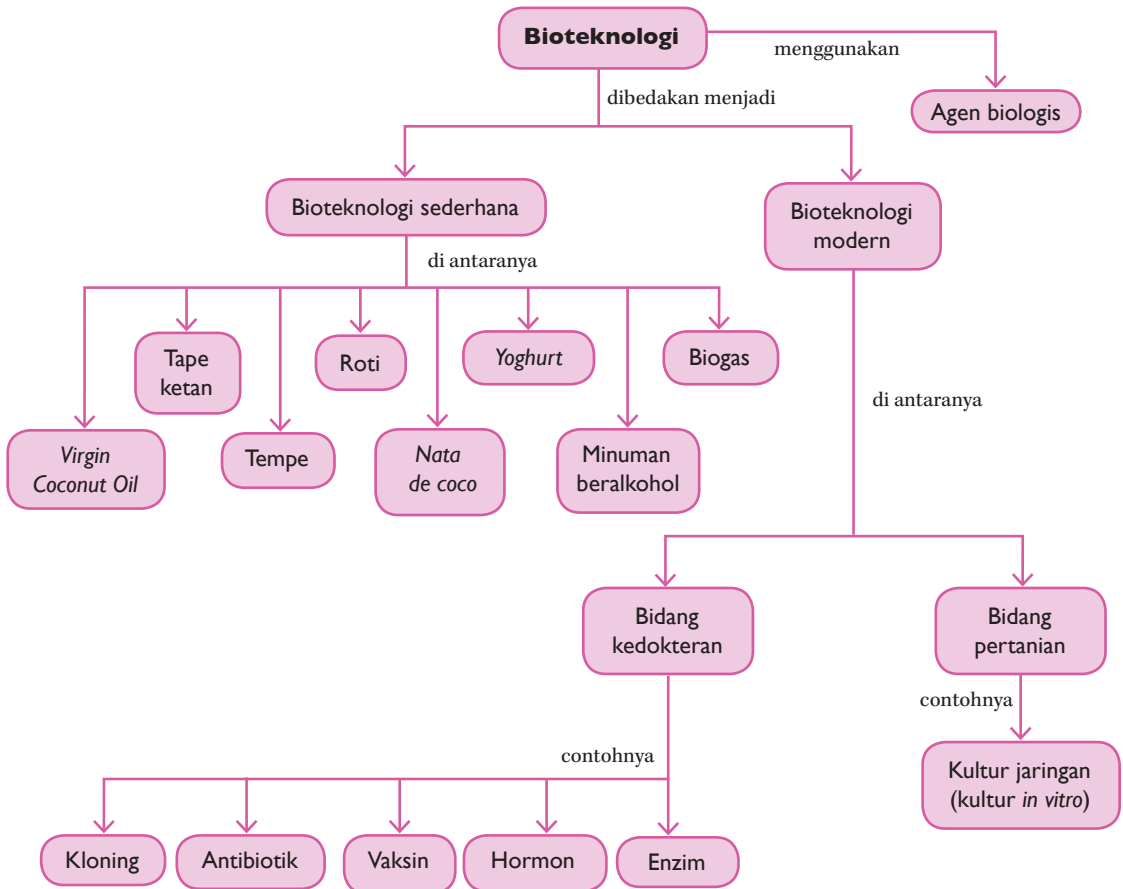 Bioteknologi
menggunakan
Agen biologis
dibedakan menjadi
Bioteknologi sederhana
Bioteknologi
modern
di antaranya
Tape
ketan
Roti
Yoghurt
Biogas
Virgin
Coconut Oil
Tempe
Nata
de coco
Minuman
beralkohol
di antaranya
Bidang
kedokteran
Bidang
pertanian
contohnya
contohnya
Kultur jaringan
(kultur in vitro)
Kloning
Antibiotik
Vaksin
Hormon
Enzim